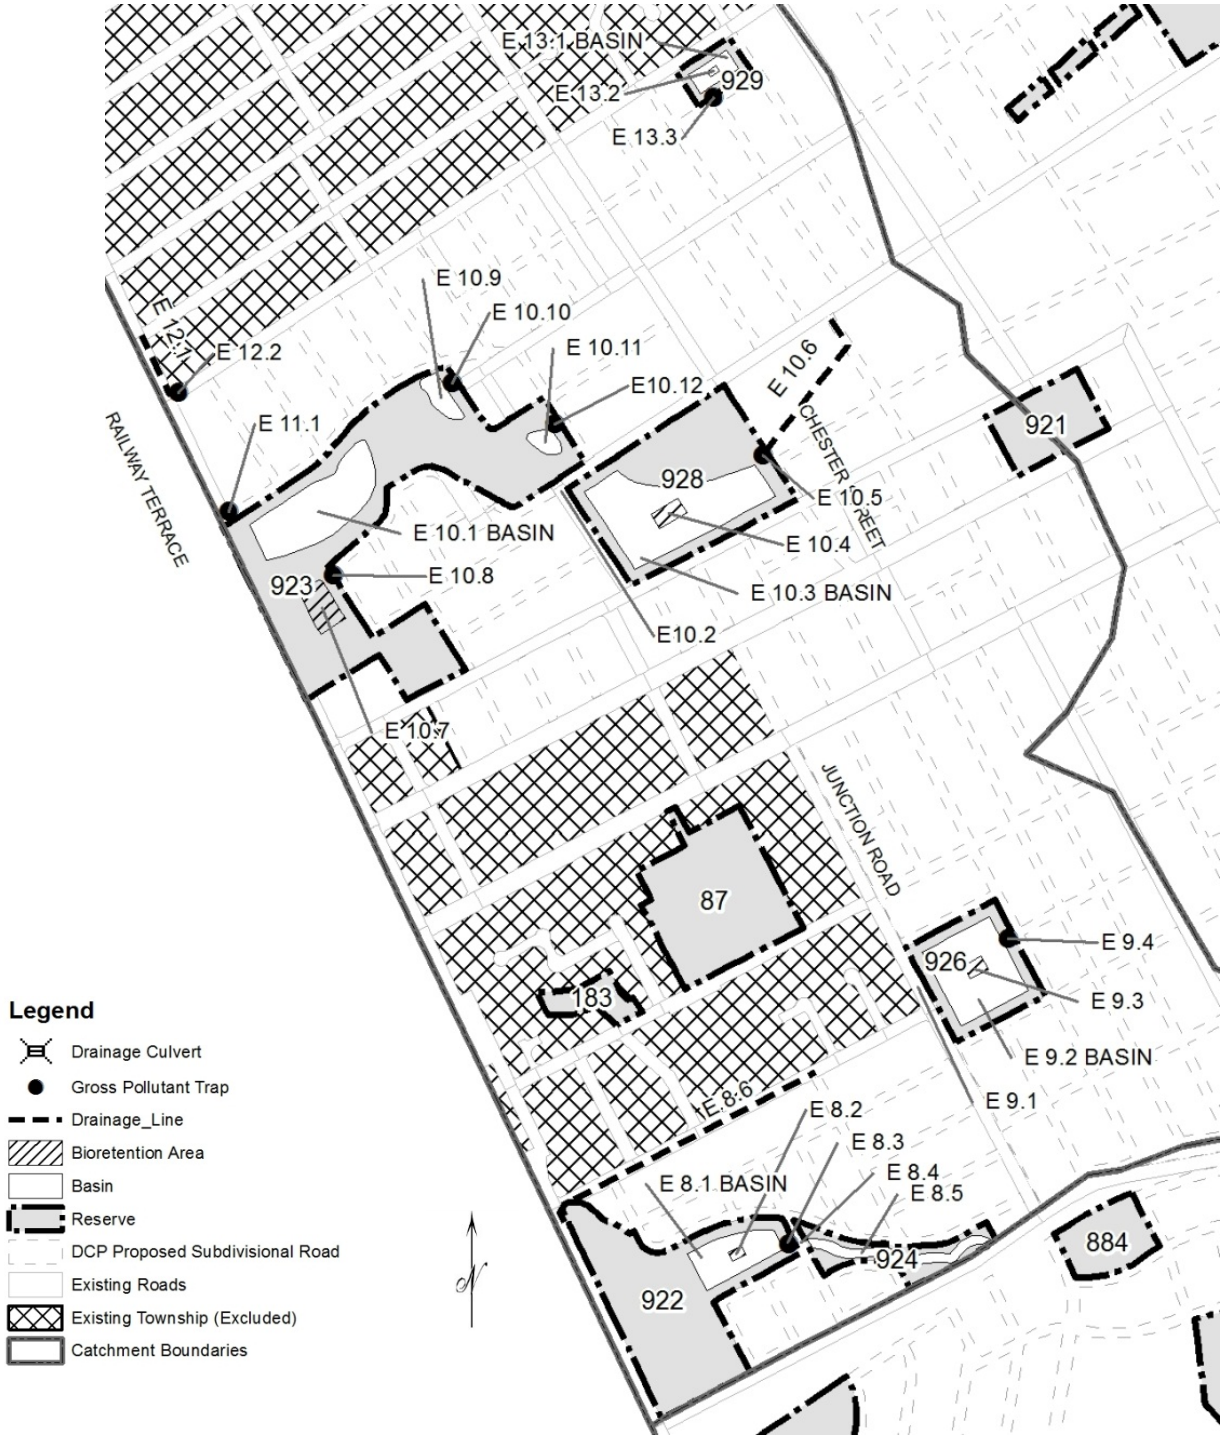 E 13.1 BASIN
929
E 13.2
E 13.3
E 10.9
E 10.10
E 12.1
E 12.2
E 10.11
E 10.6
E10.12
E 11.1
RAILWAY TERRACE
921
CHESTER STREET
928
E 10.5
E 10.1 BASIN
E 10.4
E 10.8
923
E 10.3 BASIN
E10.2
E 10.7
JUNCTION ROAD
87
E 9.4
926
183
E 9.3
E 9.2 BASIN
E 8.6
E 9.1
E 8.2
E 8.3
E 8.4
E 8.1 BASIN
E 8.5
884
924
922
N
Legend
Drainage Culvert
Gross Pollutant Trap
Drainage_Line
Bioretention Area
Basin
Reserve
DCP Proposed Subdivisional Road
Existing Roads
Existing Township (Excluded)
Catchment Boundaries